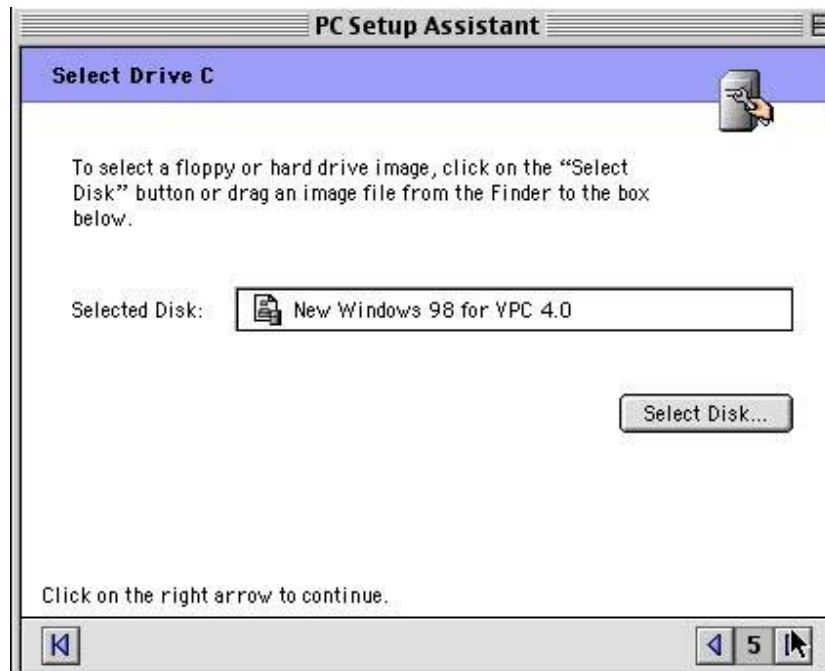 PC Setup Assistant
Select Drive C
To select a floppy or hard drive image, click on the “Select
Disk” button or drag an image file from the Finder to the box
below.
Selected Disk: New Windows 98 for VPC 4.0
Select Disk...
Click on the right arrow to continue.
5